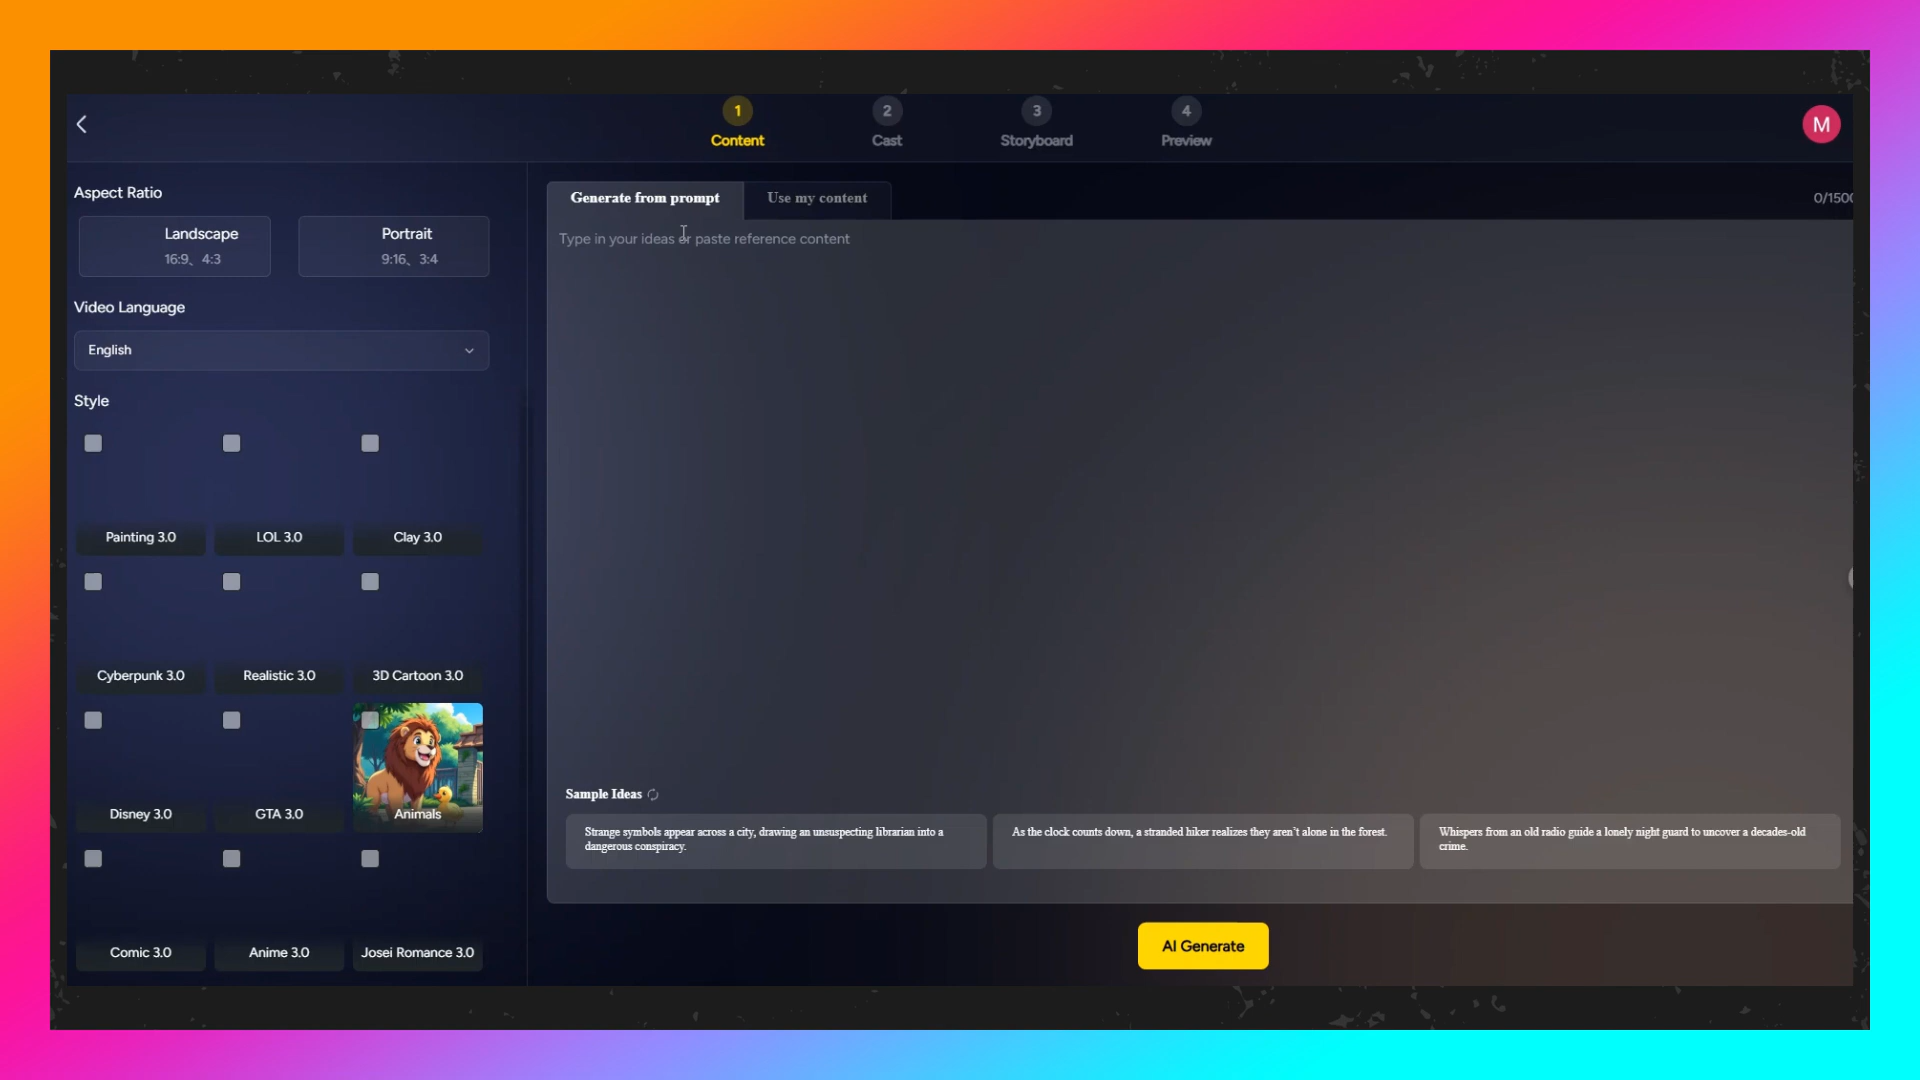 1
2
3
4
Content
Cast
Storyboard
Preview
M
Aspect Ratio
Landscape
16:9、4:3
Portrait
9:16、3:4
Video Language
English
Style
Painting 3.0
LOL 3.0
Clay 3.0
Cyberpunk 3.0
Realistic 3.0
3D Cartoon 3.0
Disney 3.0
GTA 3.0
Animals
Comic 3.0
Anime 3.0
Josei Romance 3.0
Generate from prompt
Use my content
0/1500
Type in your ideas or paste reference content
Sample Ideas
Strange symbols appear across a city, drawing an unsuspecting librarian into a
dangerous conspiracy.
As the clock counts down, a stranded hiker realizes they aren't alone in the forest.
Whispers from an old radio guide a lonely night guard to uncover a decades-old
crime.
AI Generate